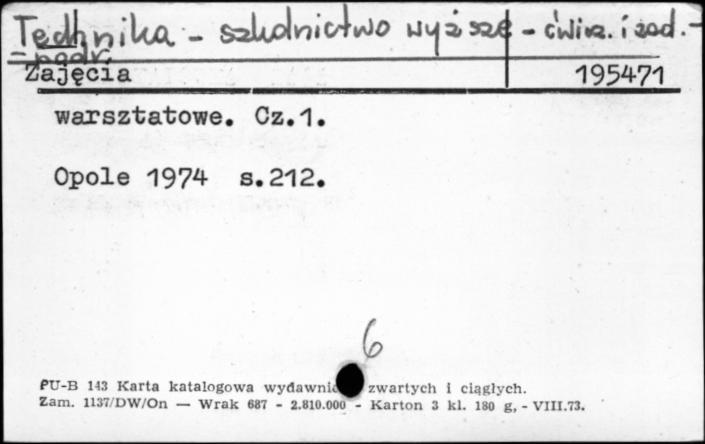 Technika - szkolnictwo wyższe - ćwicz. i zad. -
- podr.
Zajęcia 195471
warsztatowe. Cz.1.
Opole 1974 s.212.
6
PU-B 143 Karta katalogowa wydawnic zwartych i ciągłych.
Zam. 1137/DW/On — Wrak 687 - 2.810.000 - Karton 3 kl. 180 g, - VIII.73.